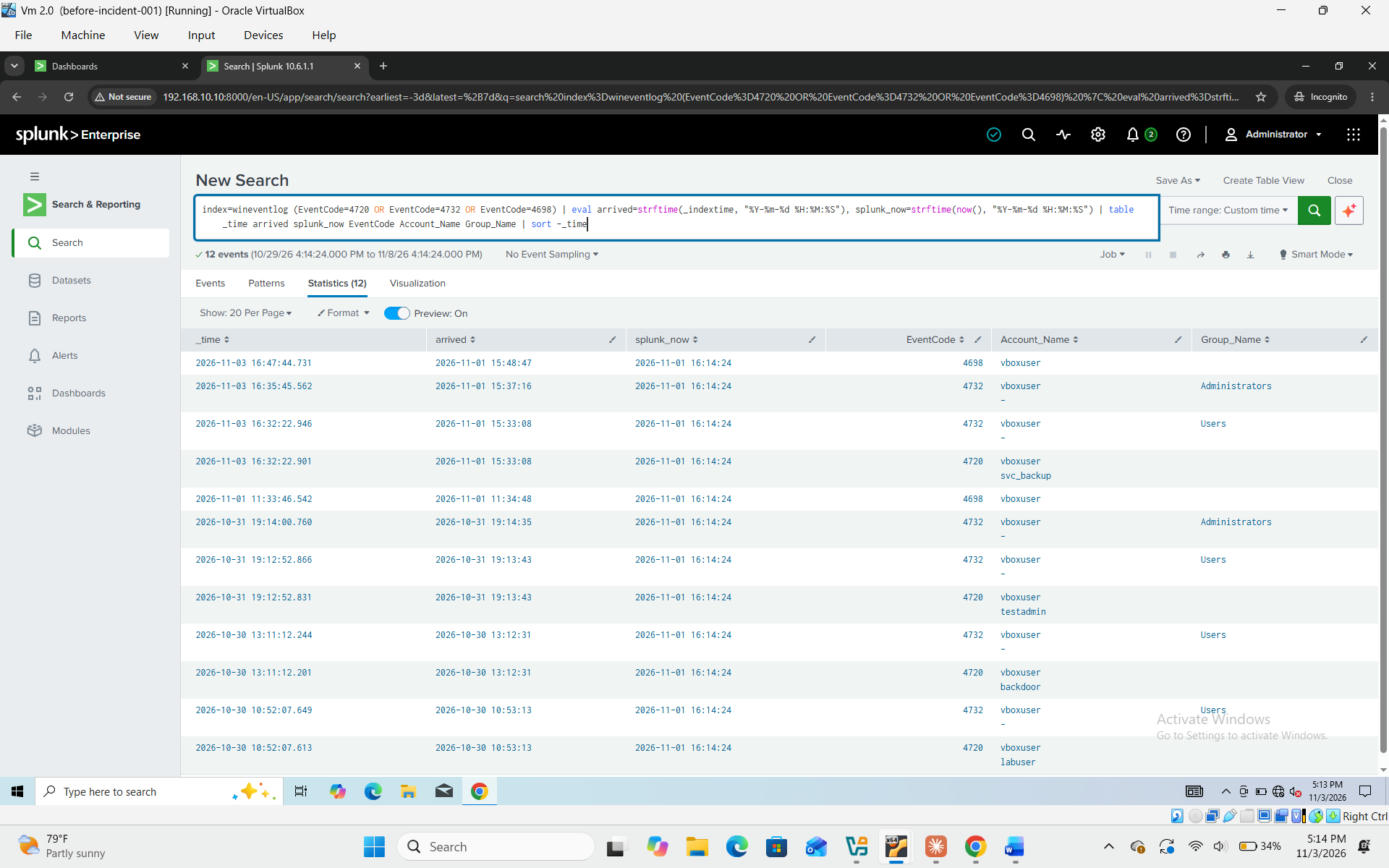 Vm 2.0 (before-incident-001) [Running] - Oracle VirtualBox
File Machine View Input Devices Help
Dashboards
Search | Splunk 10.6.1.1
Not secure 192.168.10.10:8000/en-US/app/search/search?earliest=-3d&latest=%2B7d&q=search%20index%3Dwineventlog%20(EventCode%3D4720%20OR%20EventCode%3D4732%20OR%20EventCode%3D4698)%20%7C%20eval%20arrived%3Dstrfti... Incognito
splunk>Enterprise 2 Administrator
Search & Reporting
Search
Datasets
Reports
Alerts
Dashboards
Modules
New Search
Save As Create Table View Close
index=wineventlog (EventCode=4720 OR EventCode=4732 OR EventCode=4698) | eval arrived=strftime(_indextime, "%Y-%m-%d %H:%M:%S"), splunk_now=strftime(now(), "%Y-%m-%d %H:%M:%S") | table
_time arrived splunk_now EventCode Account_Name Group_Name | sort -_time
Time range: Custom time
12 events (10/29/26 4:14:24.000 PM to 11/8/26 4:14:24.000 PM) No Event Sampling Job Smart Mode
Events Patterns Statistics (12) Visualization
Show: 20 Per Page Format Preview: On
_time arrived splunk_now EventCode Account_Name Group_Name
2026-11-03 16:47:44.731 2026-11-01 15:48:47 2026-11-01 16:14:24 4698 vboxuser
2026-11-03 16:35:45.562 2026-11-01 15:37:16 2026-11-01 16:14:24 4732 vboxuser Administrators
-
2026-11-03 16:32:22.946 2026-11-01 15:33:08 2026-11-01 16:14:24 4732 vboxuser Users
-
2026-11-03 16:32:22.901 2026-11-01 15:33:08 2026-11-01 16:14:24 4720 vboxuser
svc_backup
2026-11-01 11:33:46.542 2026-11-01 11:34:48 2026-11-01 16:14:24 4698 vboxuser
2026-10-31 19:14:00.760 2026-10-31 19:14:35 2026-11-01 16:14:24 4732 vboxuser Administrators
-
2026-10-31 19:12:52.866 2026-10-31 19:13:43 2026-11-01 16:14:24 4732 vboxuser Users
-
2026-10-31 19:12:52.831 2026-10-31 19:13:43 2026-11-01 16:14:24 4720 vboxuser
testadmin
2026-10-30 13:11:12.244 2026-10-30 13:12:31 2026-11-01 16:14:24 4732 vboxuser Users
-
2026-10-30 13:11:12.201 2026-10-30 13:12:31 2026-11-01 16:14:24 4720 vboxuser
backdoor
2026-10-30 10:52:07.649 2026-10-30 10:53:13 2026-11-01 16:14:24 4732 vboxuser Users
-
2026-10-30 10:52:07.613 2026-10-30 10:53:13 2026-11-01 16:14:24 4720 vboxuser
labuser
Activate Windows
Go to Settings to activate Windows.
Type here to search
5:13 PM
11/3/2026
Right Ctrl
79°F
Partly sunny
Search
34%
5:14 PM
11/3/2026